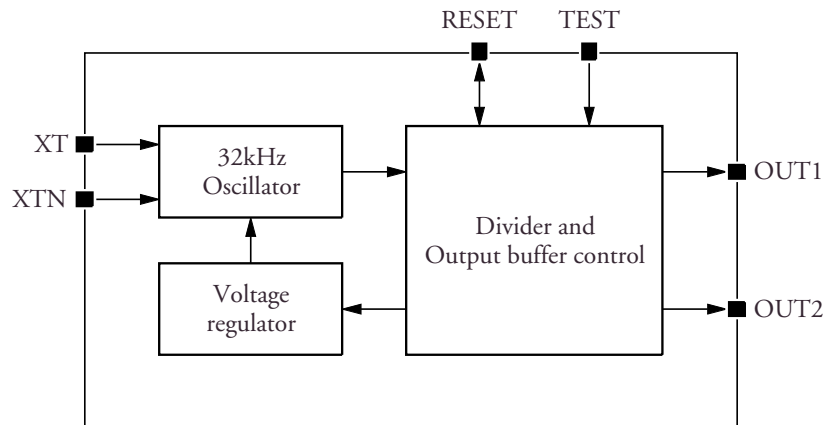 RESET
TEST
XT
XTN
32kHz
Oscillator
Divider and
Output buffer control
Voltage
regulator
OUT1
OUT2